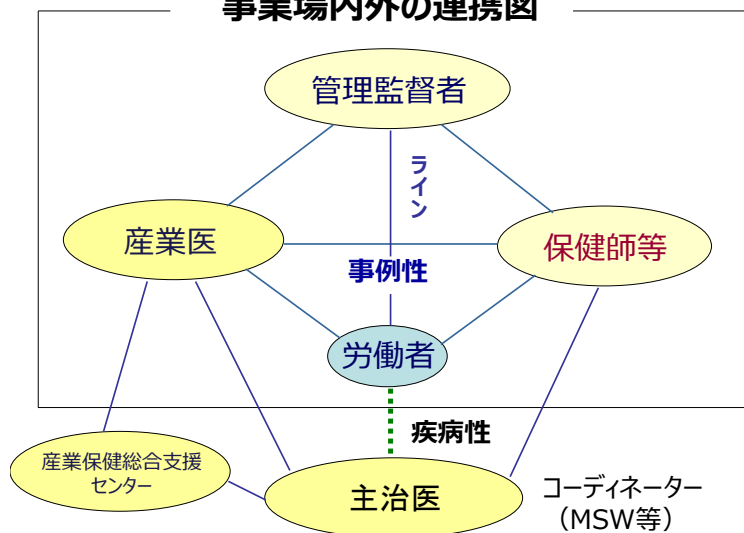 事業場内外の連携図
管理監督者
ライン
産業医
保健師等
事例性
労働者
疾病性
産業保健総合支援
センター
主治医
コーディネーター
（MSW等）